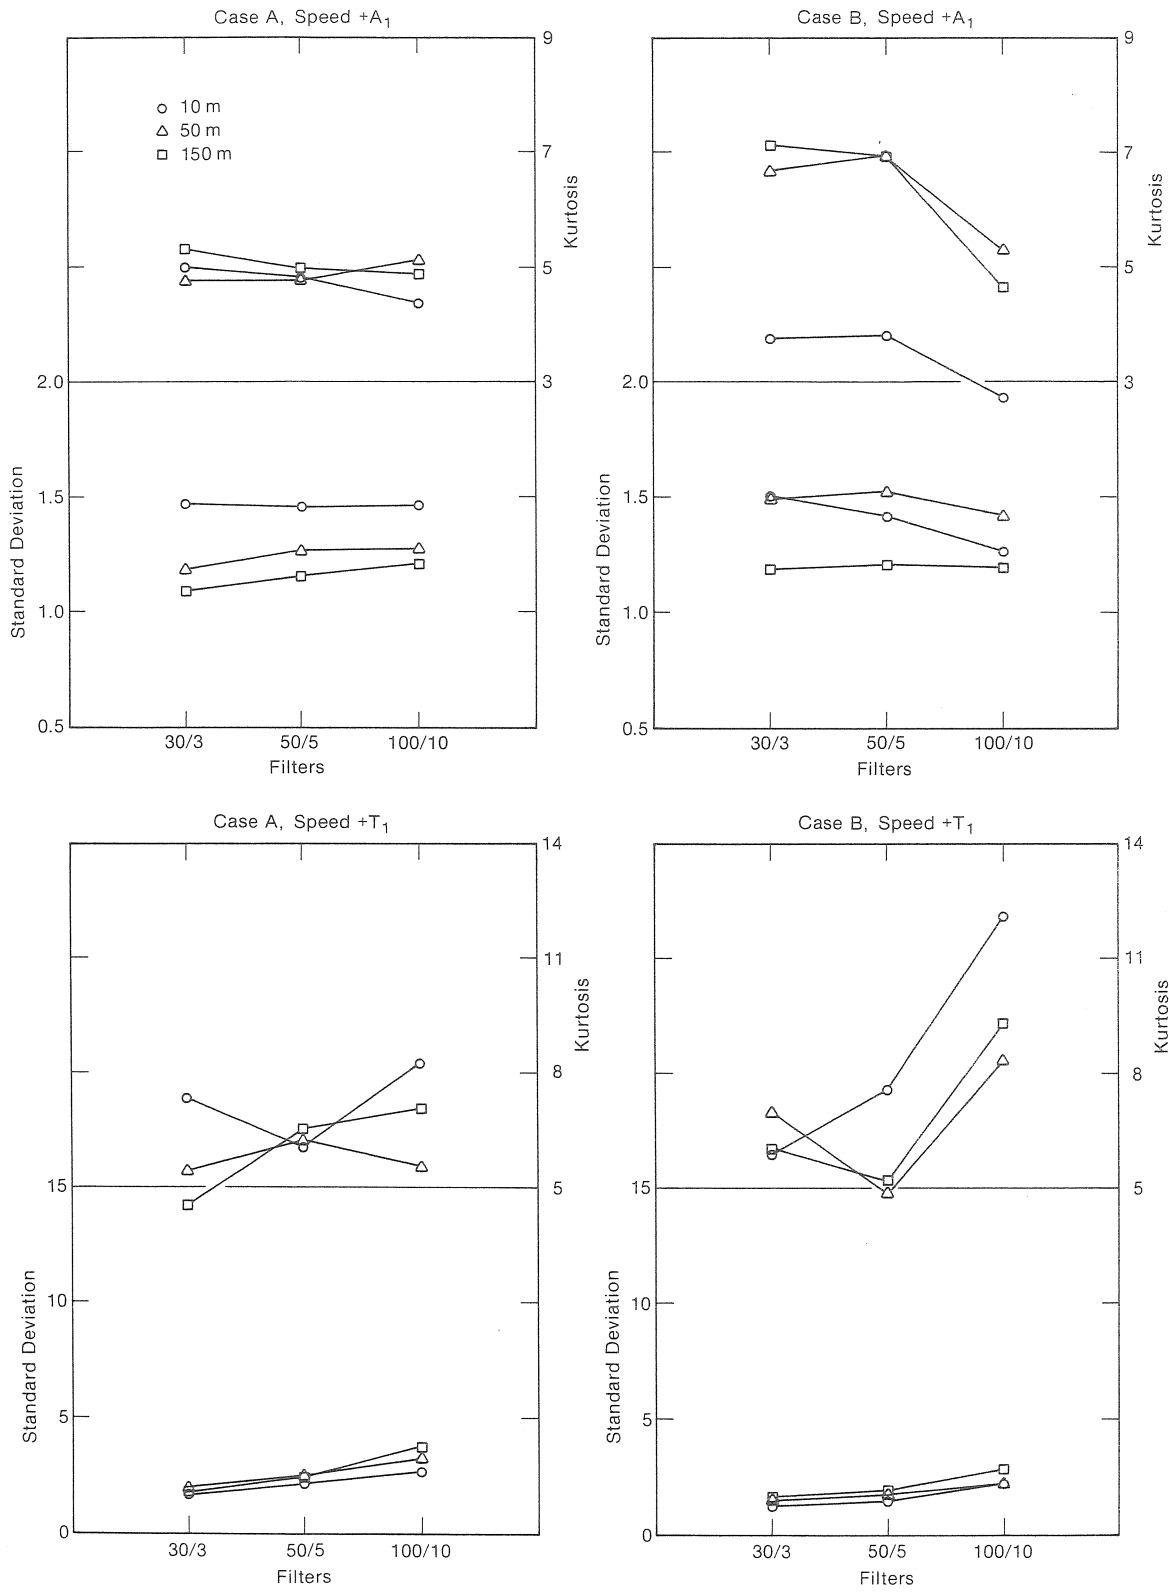 Case A, Speed +A1
9
7
5
3
Kurtosis
10 m
50 m
150 m
2.0
1.5
1.0
0.5
Standard Deviation
30/3 50/5 100/10
Filters
Case B, Speed +A1
9
7
5
3
Kurtosis
2.0
1.5
1.0
0.5
Standard Deviation
30/3 50/5 100/10
Filters
Case A, Speed +T1
14
11
8
5
Kurtosis
15
10
5
0
Standard Deviation
30/3 50/5 100/10
Filters
Case B, Speed +T1
14
11
8
5
Kurtosis
15
10
5
0
Standard Deviation
30/3 50/5 100/10
Filters